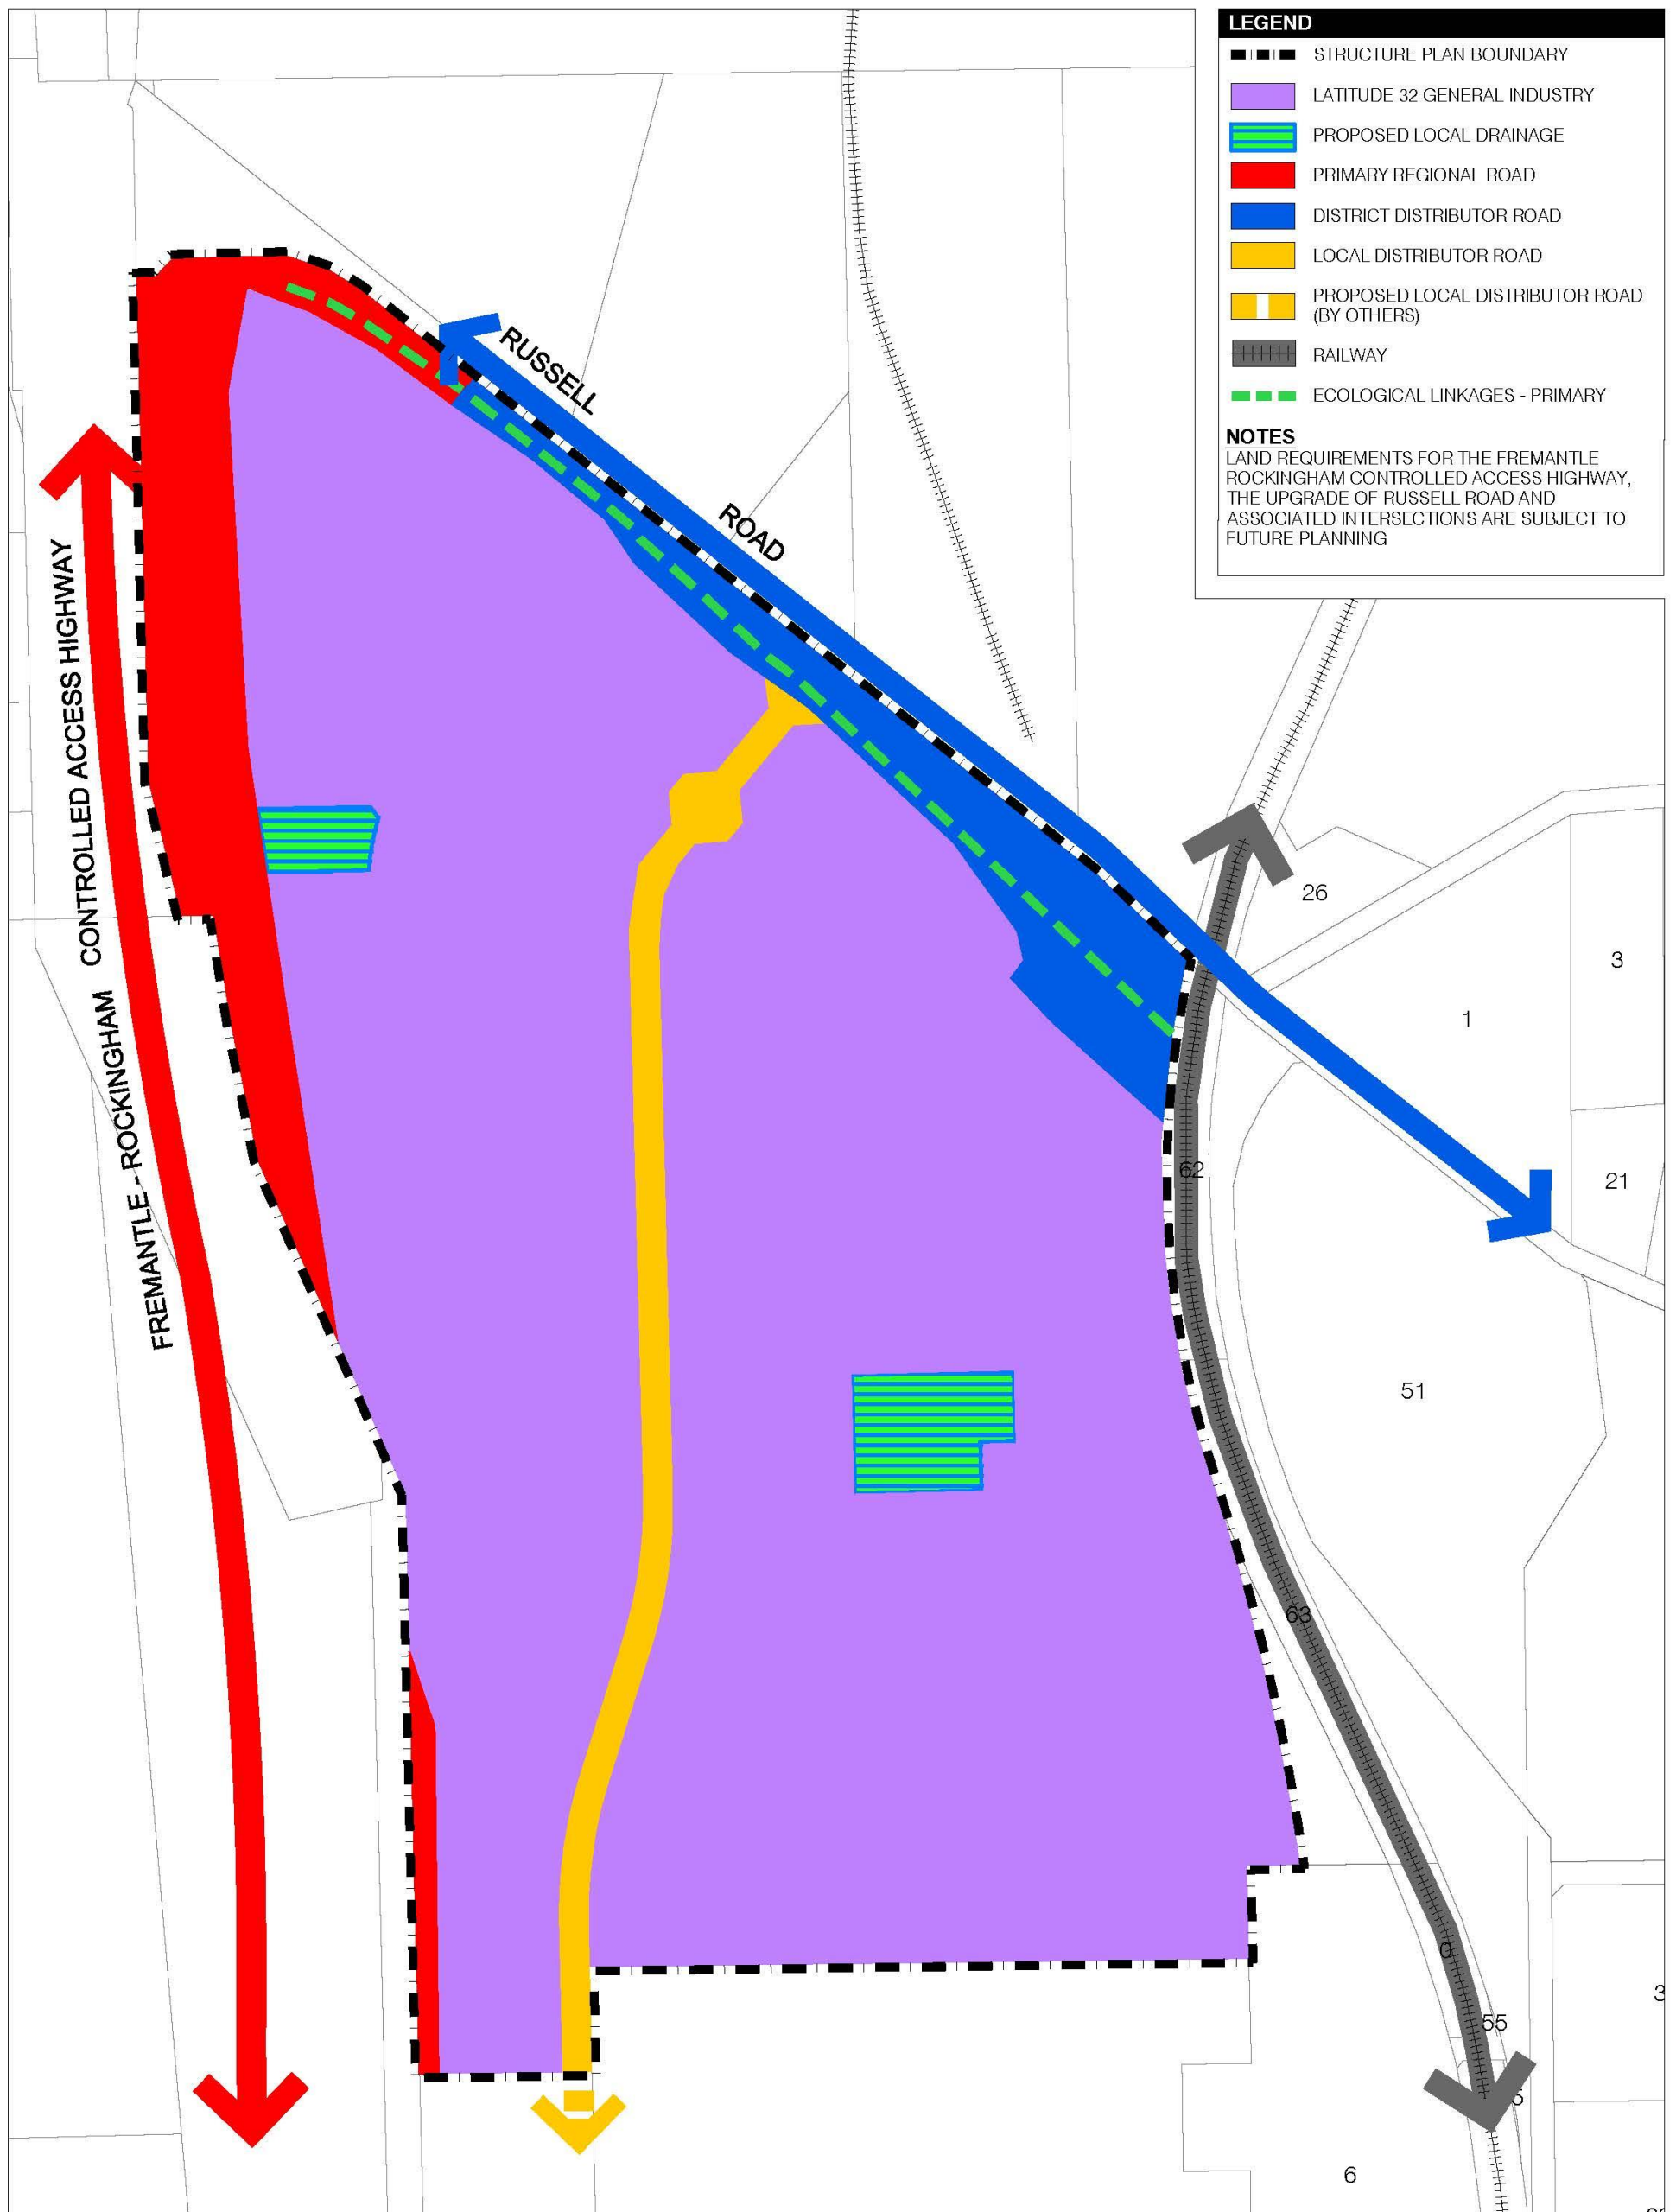 LEGEND
STRUCTURE PLAN BOUNDARY
LATITUDE 32 GENERAL INDUSTRY
PROPOSED LOCAL DRAINAGE
PRIMARY REGIONAL ROAD
DISTRICT DISTRIBUTOR ROAD
LOCAL DISTRIBUTOR ROAD
PROPOSED LOCAL DISTRIBUTOR ROAD
(BY OTHERS)
RAILWAY
ECOLOGICAL LINKAGES - PRIMARY
NOTES
LAND REQUIREMENTS FOR THE FREMANTLE
ROCKINGHAM CONTROLLED ACCESS HIGHWAY,
THE UPGRADE OF RUSSELL ROAD AND
ASSOCIATED INTERSECTIONS ARE SUBJECT TO
FUTURE PLANNING
RUSSELL
ROAD
FREMANTLE - ROCKINGHAM
CONTROLLED ACCESS HIGHWAY
26
3
1
62
21
51
63
0
3
55
6